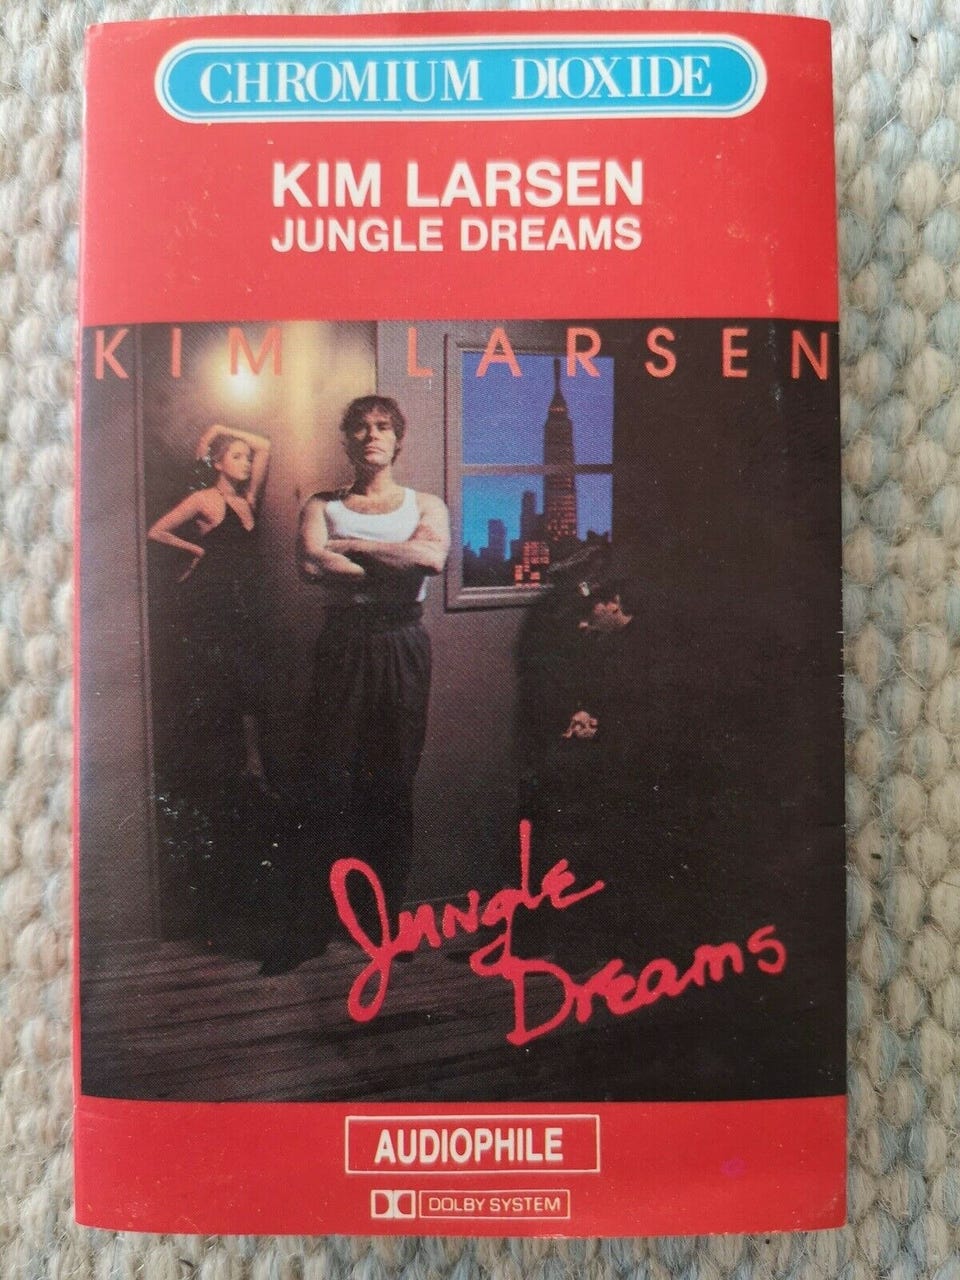 CHROMIUM DIOXIDE
KIM LARSEN
JUNGLE DREAMS
KIM LARSEN
Jungle
Dreams
AUDIOPHILE
DOLBY SYSTEM